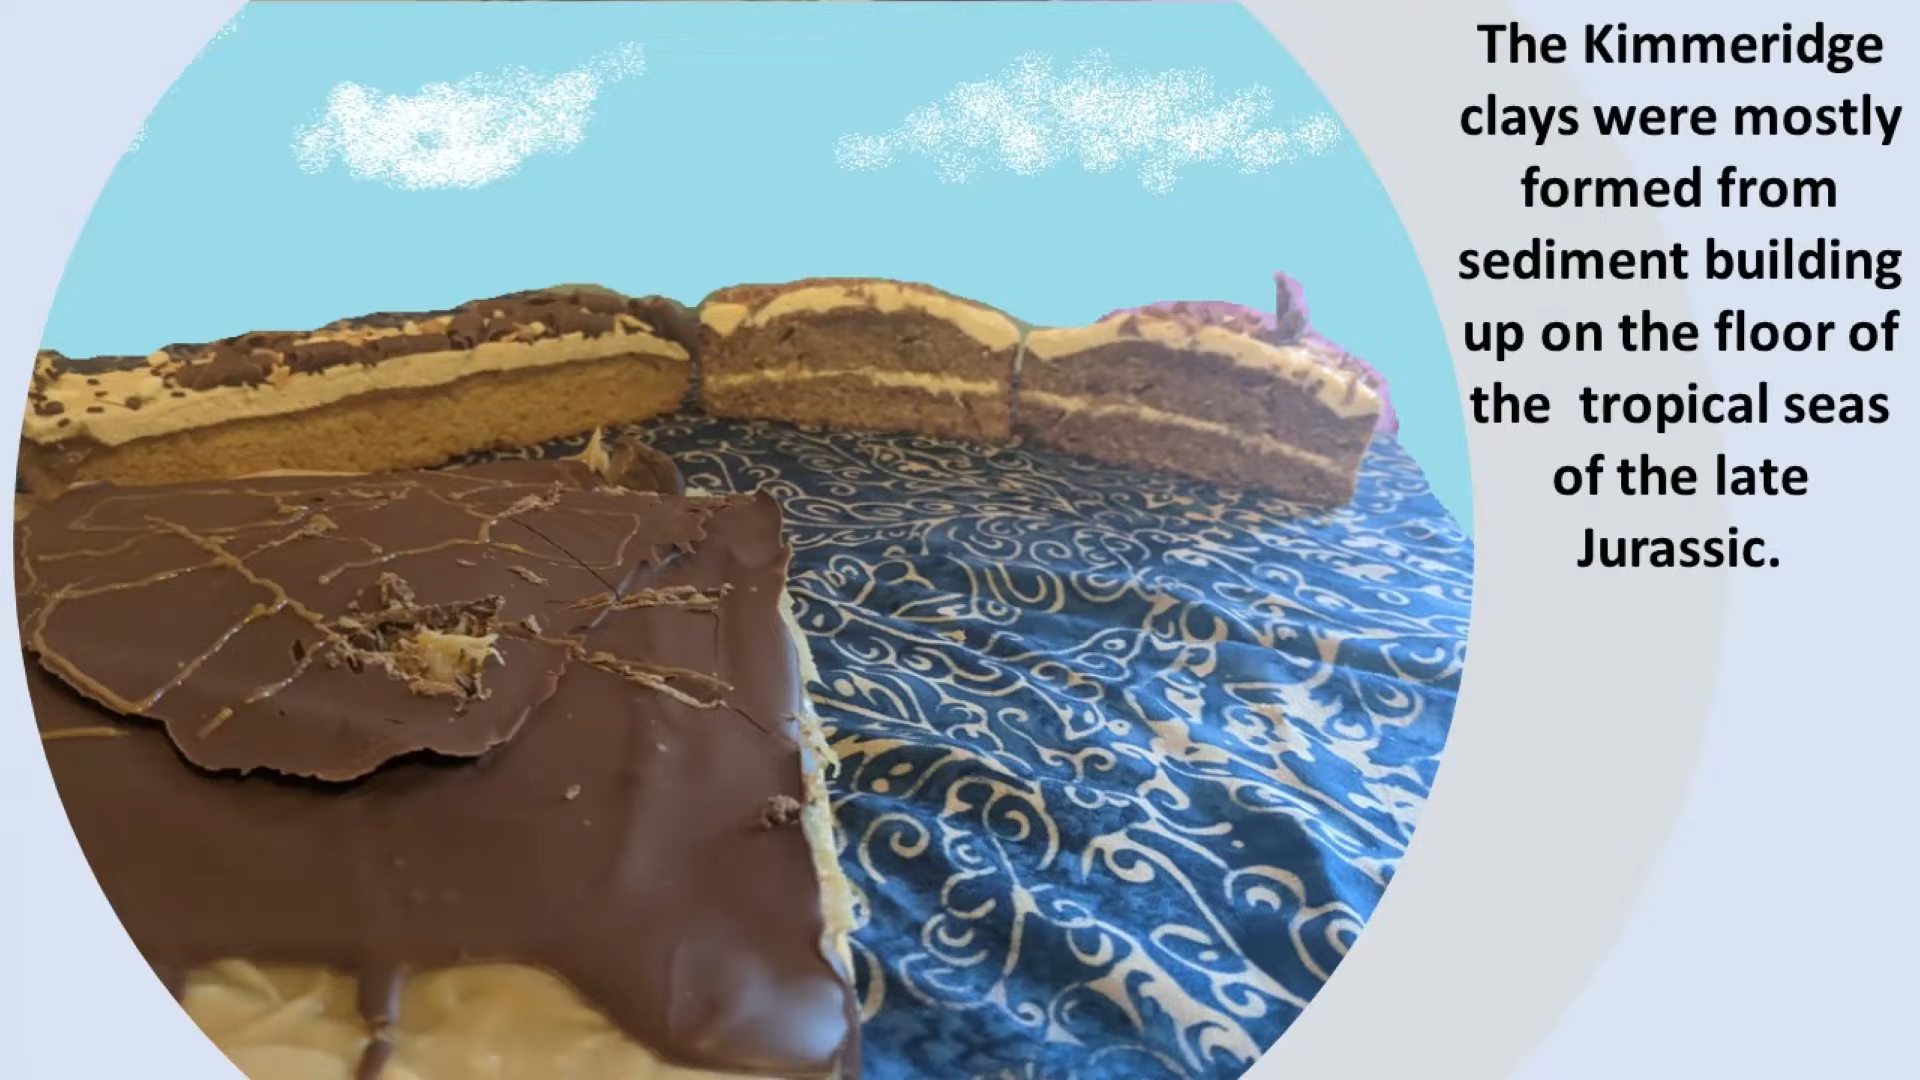 The Kimmeridge
clays were mostly
formed from
sediment building
up on the floor of
the  tropical seas
of the late
Jurassic.